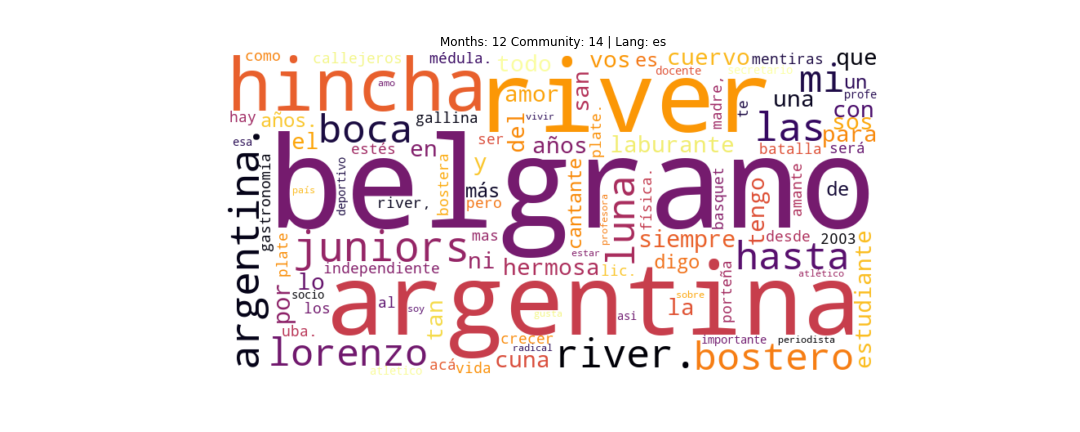 Months: 12 Community: 14 | Lang: es
como callejeros médula. todo vos es cuervo mentiras que
hincha river mi un
amo docente
amor san madre, te una profe con
hay años. gallina del vivir plate. las sos para
boca laburante
esa el estés en ser años batalla será
argentina. belgrano
gastronomía país deportivo bostera y más cantante física. basquet tengo amante de
river, pero profesora luna
plate juniors mas siempre desde 2003
independiente ni estar digo hasta
hermosa lic. atlético
por lo argentina porteña estudiante
socio los al soy tan sobre la
uba. asi
crecer radical importante periodista
lorenzo acá vida cuna river. bostero
atlético